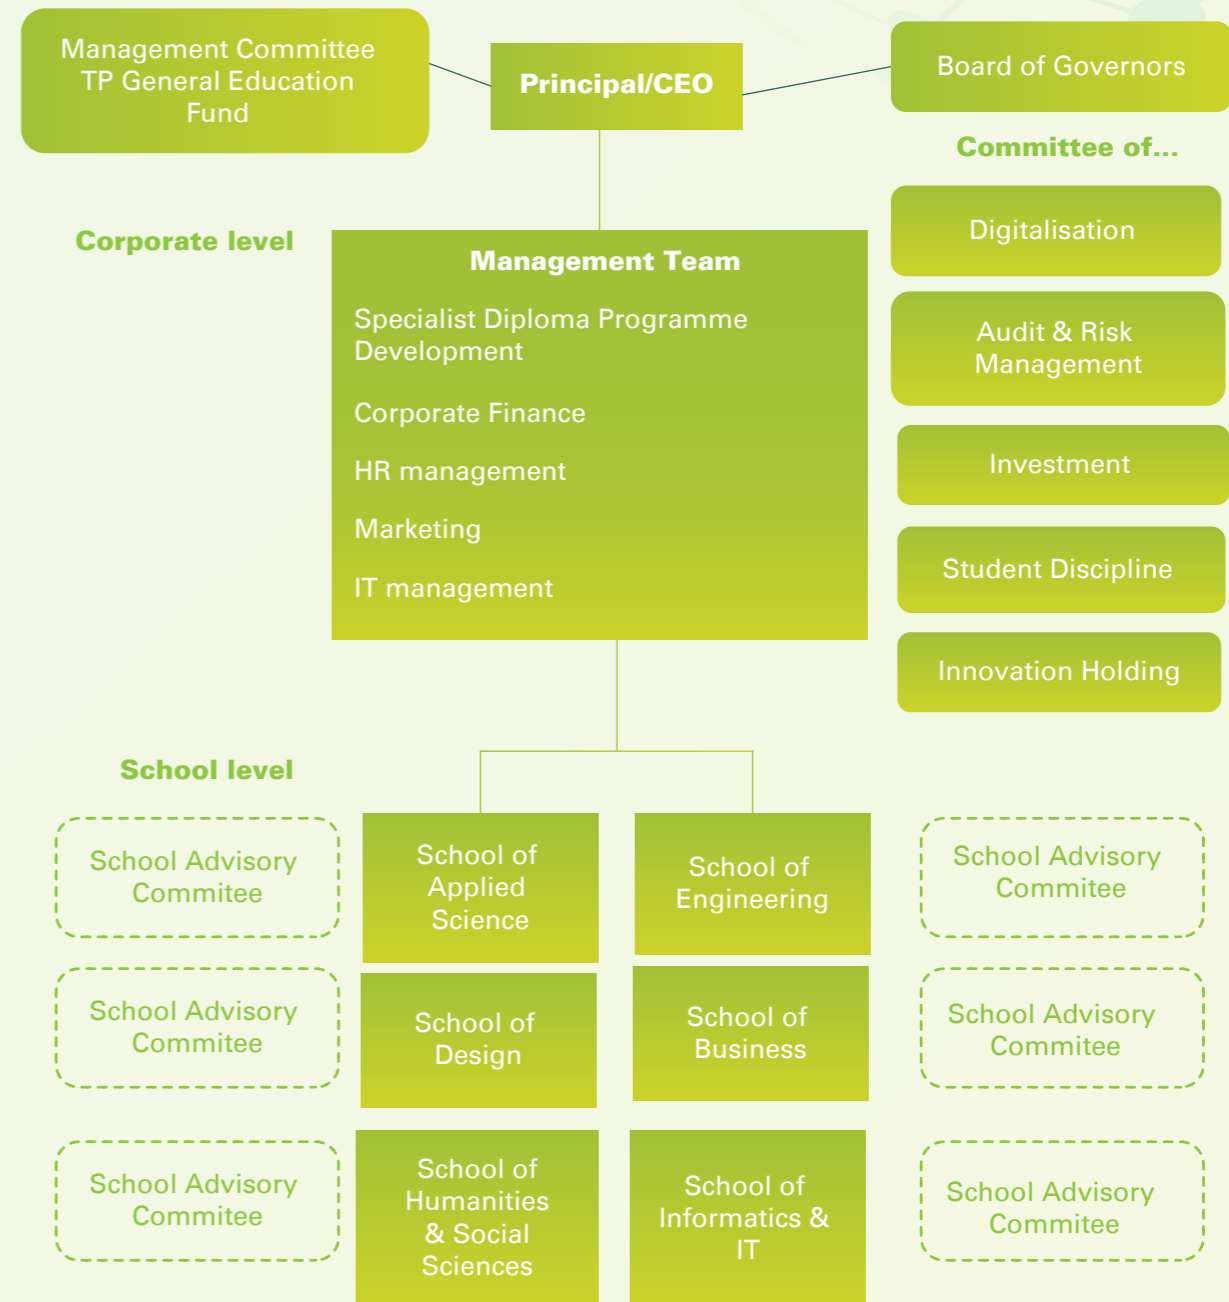 Management Committee
TP General Education
Fund
Principal/CEO
Board of Governors
Committee of...
Digitalisation
Audit & Risk
Management
Investment
Student Discipline
Innovation Holding
Corporate level
Management Team
Specialist Diploma Programme
Development
Corporate Finance
HR management
Marketing
IT management
School level
School Advisory
Commitee
School of
Applied
Science
School of
Engineering
School Advisory
Commitee
School Advisory
Commitee
School of
Design
School of
Business
School Advisory
Commitee
School Advisory
Commitee
School of
Humanities
& Social
Sciences
School of
Informatics &
IT
School Advisory
Commitee